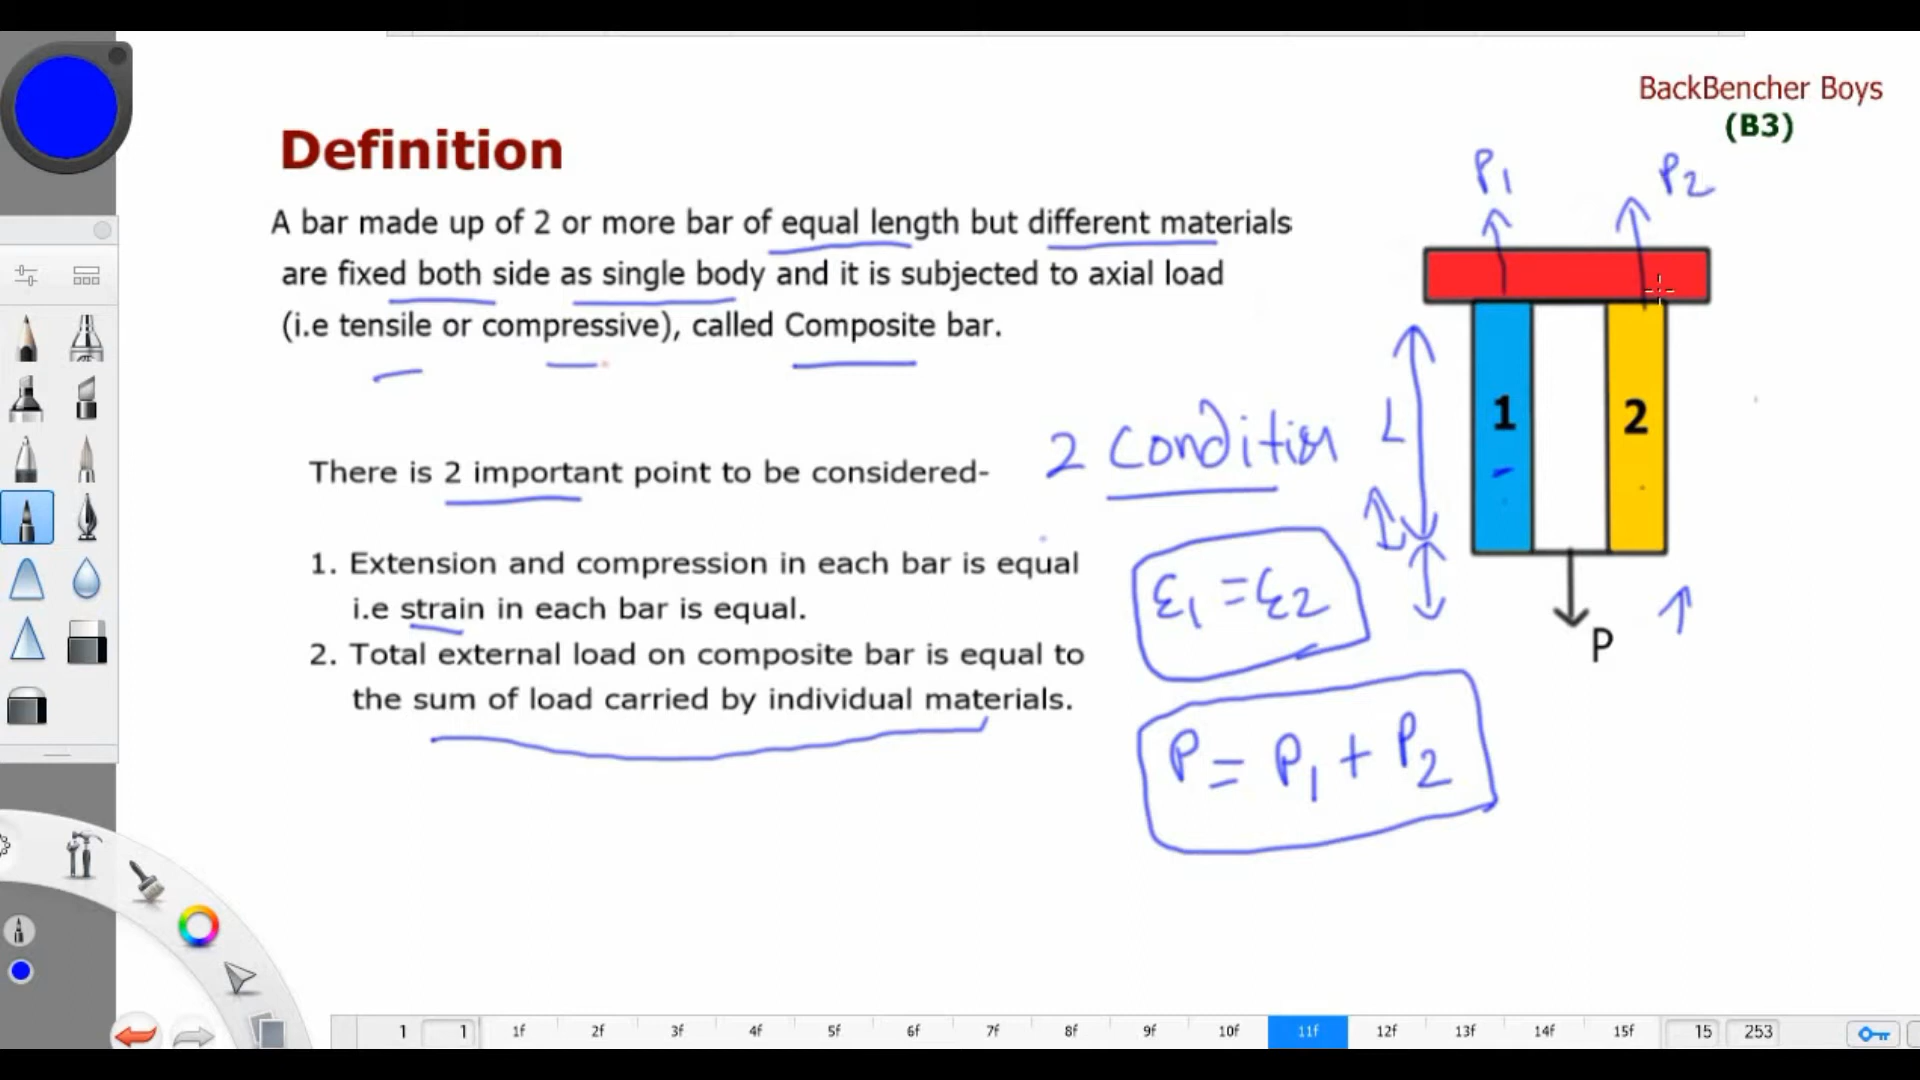 BackBencher Boys
(B3)
Definition
P1
P2
A bar made up of 2 or more bar of equal length but different materials
are fixed both side as single body and it is subjected to axial load
(i.e tensile or compressive), called Composite bar.
L
1
2
There is 2 important point to be considered-
2 Condition
1. Extension and compression in each bar is equal
i.e strain in each bar is equal.
ε1 = ε2
P
2. Total external load on composite bar is equal to
the sum of load carried by individual materials.
P = P1 + P2
1 1 1f 2f 3f 4f 5f 6f 7f 8f 9f 10f 11f 12f 13f 14f 15f 15 253